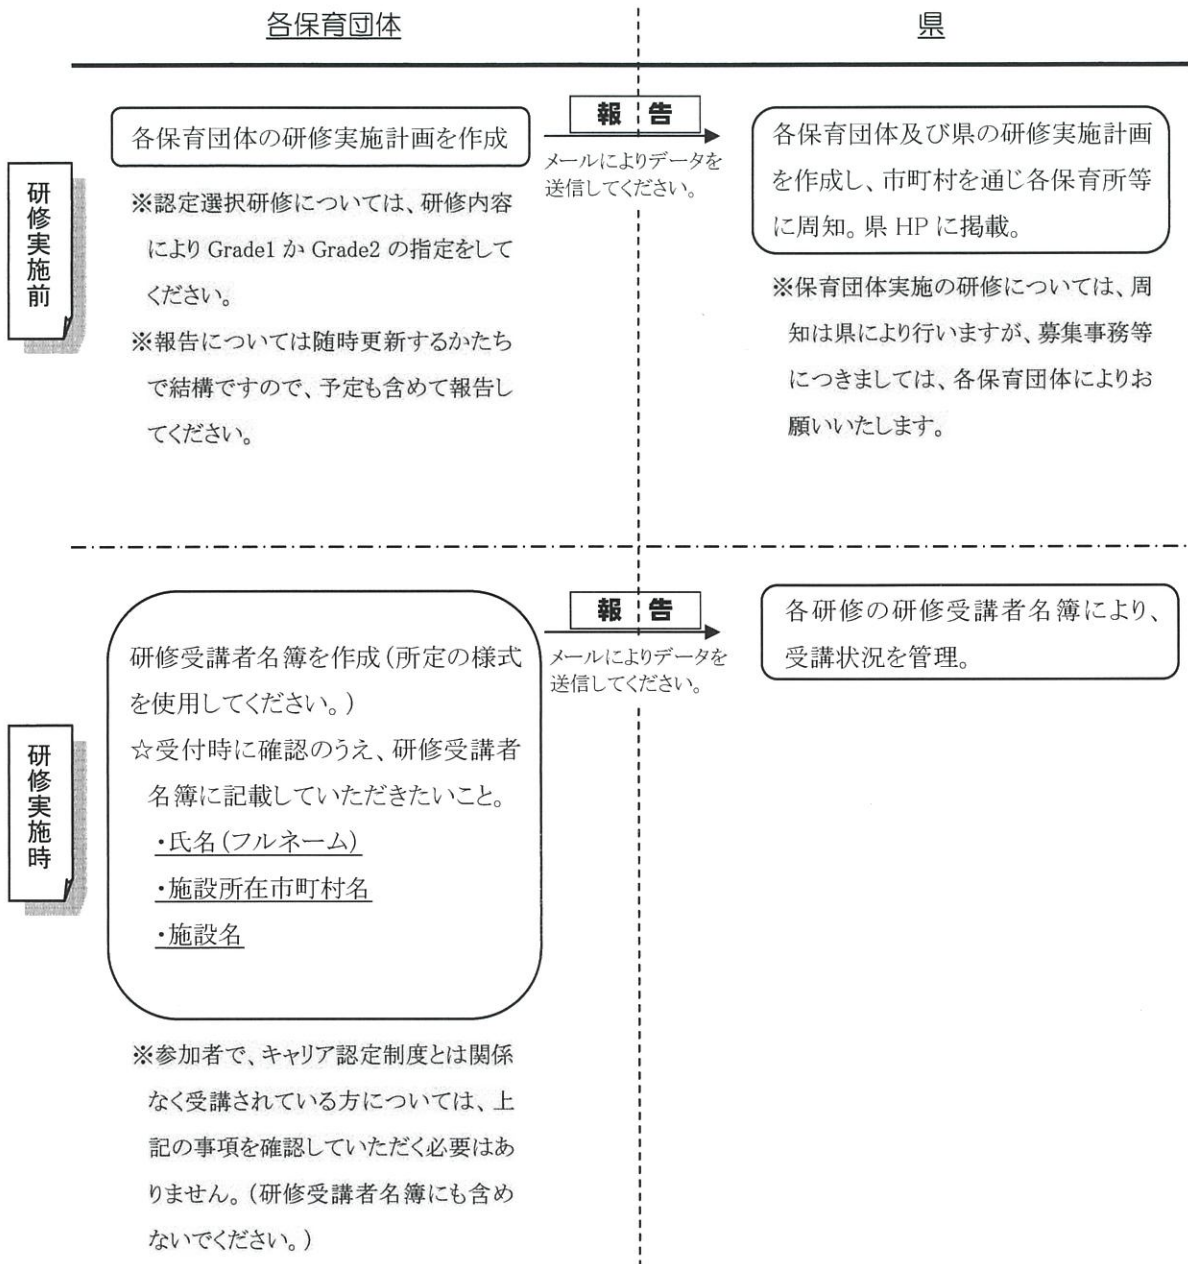 各保育団体
県
研修実施前
各保育団体の研修実施計画を作成
※認定選択研修については、研修内容
により Grade1 か Grade2 の指定をして
ください。
※報告については随時更新するかたち
で結構ですので、予定も含めて報告し
てください。
報告
メールによりデータを
送信してください。
各保育団体及び県の研修実施計画
を作成し、市町村を通じ各保育所等
に周知。県 HP に掲載。
※保育団体実施の研修については、周
知は県により行いますが、募集事務等
につきましては、各保育団体によりお
願いいたします。
研修実施時
研修受講者名簿を作成(所定の様式
を使用してください。)
☆受付時に確認のうえ、研修受講者
名簿に記載していただきたいこと。
・氏名(フルネーム)
・施設所在市町村名
・施設名
※参加者で、キャリア認定制度とは関係
なく受講されている方については、上
記の事項を確認していただく必要はあ
りません。(研修受講者名簿にも含め
ないでください。)
報告
メールによりデータを
送信してください。
各研修の研修受講者名簿により、
受講状況を管理。